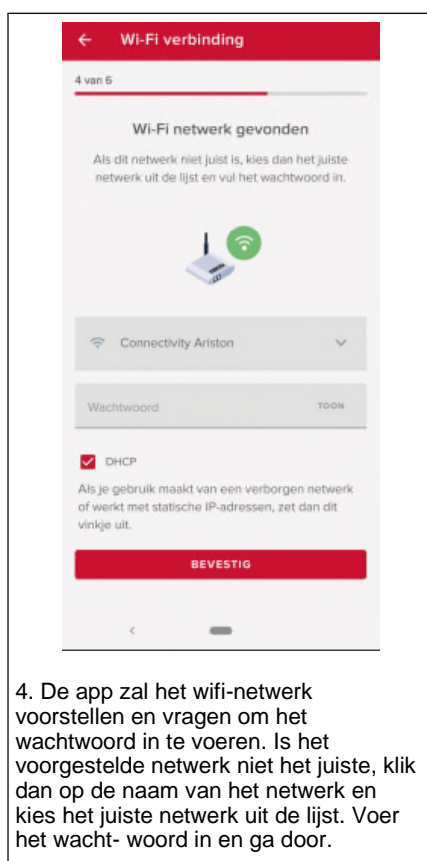 Wi-Fi verbinding
4 van 6
Wi-Fi netwerk gevonden
Als dit netwerk niet juist is, kies dan het juiste
netwerk uit de lijst en vul het wachtwoord in.
Connectivity Ariston
Wachtwoord TOON
DHCP
Als je gebruik maakt van een verborgen netwerk
of werkt met statische IP-adressen, zet dan dit
vinkje uit.
BEVESTIG
4. De app zal het wifi-netwerk
voorstellen en vragen om het
wachtwoord in te voeren. Is het
voorgestelde netwerk niet het juiste, klik
dan op de naam van het netwerk en
kies het juiste netwerk uit de lijst. Voer
het wacht- woord in en ga door.